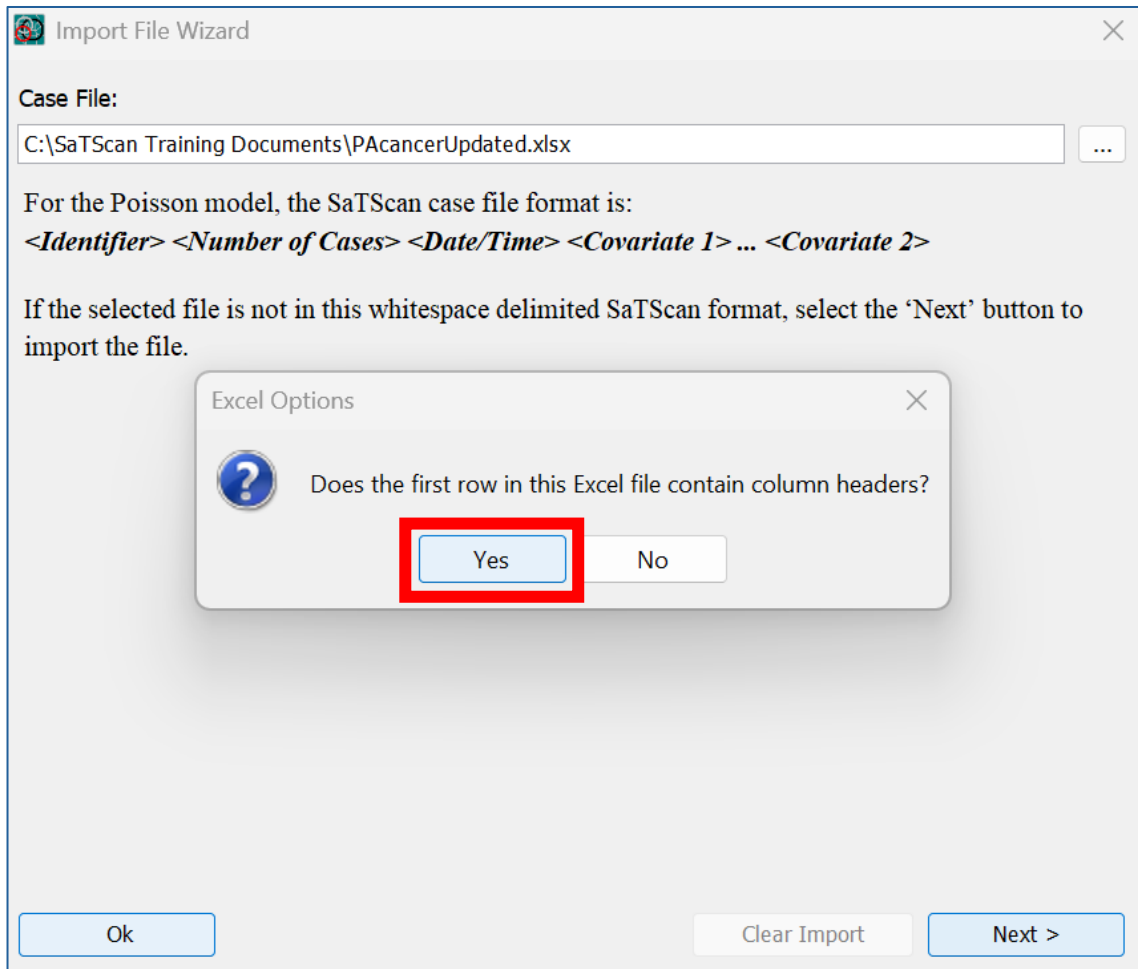 Import File Wizard
Case File:
C:\SaTScan Training Documents\PAcancerUpdated.xlsx
...
For the Poisson model, the SaTScan case file format is:
<Identifier> <Number of Cases> <Date/Time> <Covariate 1> ... <Covariate 2>
If the selected file is not in this whitespace delimited SaTScan format, select the ‘Next’ button to
import the file.
Excel Options
Does the first row in this Excel file contain column headers?
Yes
No
Ok
Clear Import
Next >